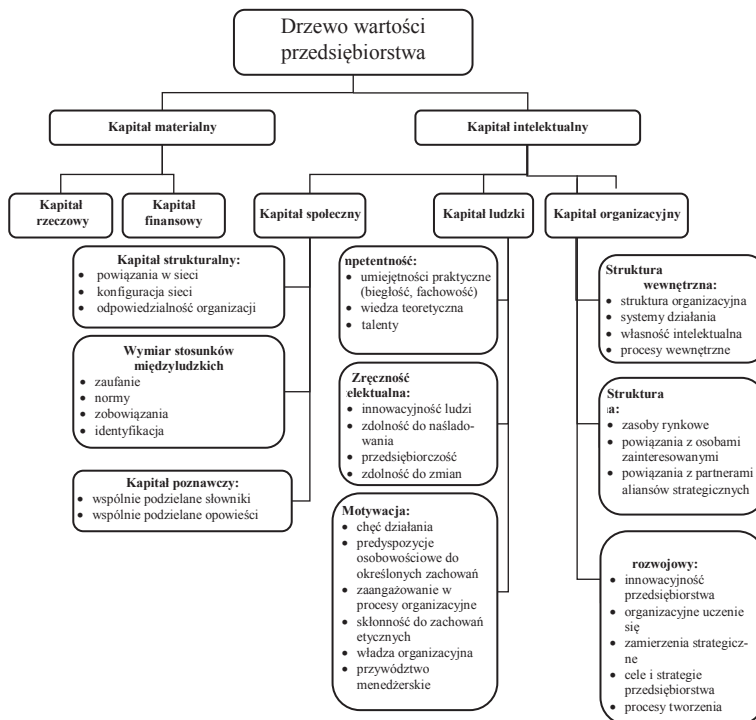 Drzewo wartości
przedsiębiorstwa
Kapitał materialny
Kapitał intelektualny
Kapitał
rzeczowy
Kapitał
finansowy
Kapitał społeczny
Kapitał ludzki
Kapitał organizacyjny
Kapitał strukturalny:
• powiązania w sieci
• konfiguracja sieci
• odpowiedzialność organizacji
Wymiar stosunków
międzyludzkich
• zaufanie
• normy
• zobowiązania
• identyfikacja
Kapitał poznawczy:
• wspólnie podzielane słowniki
• wspólnie podzielane opowieści
npetentność:
• umiejętności praktyczne
(biegłość, fachowość)
• wiedza teoretyczna
• talenty
Zręczność
elektualna:
• innowacyjność ludzi
• zdolność do naślado-
wania
• przedsiębiorczość
• zdolność do zmian
Motywacja:
• chęć działania
• predyspozycje
osobowościowe do
określonych zachowań
• zaangażowanie w
procesy organizacyjne
• skłonność do zachowań
etycznych
• władza organizacyjna
• przywództwo
menedżerskie
Struktura
wewnętrzna:
• struktura organizacyjna
• systemy działania
• własność intelektualna
• procesy wewnętrzne
Struktura
na:
• zasoby rynkowe
• powiązania z osobami
zainteresowanymi
• powiązania z partnerami
aliansów strategicznych
rozwojowy:
• innowacyjność
przedsiębiorstwa
• organizacyjne uczenie
się
• zamierzenia strategicz-
ne
• cele i strategie
przedsiębiorstwa
• procesy tworzenia